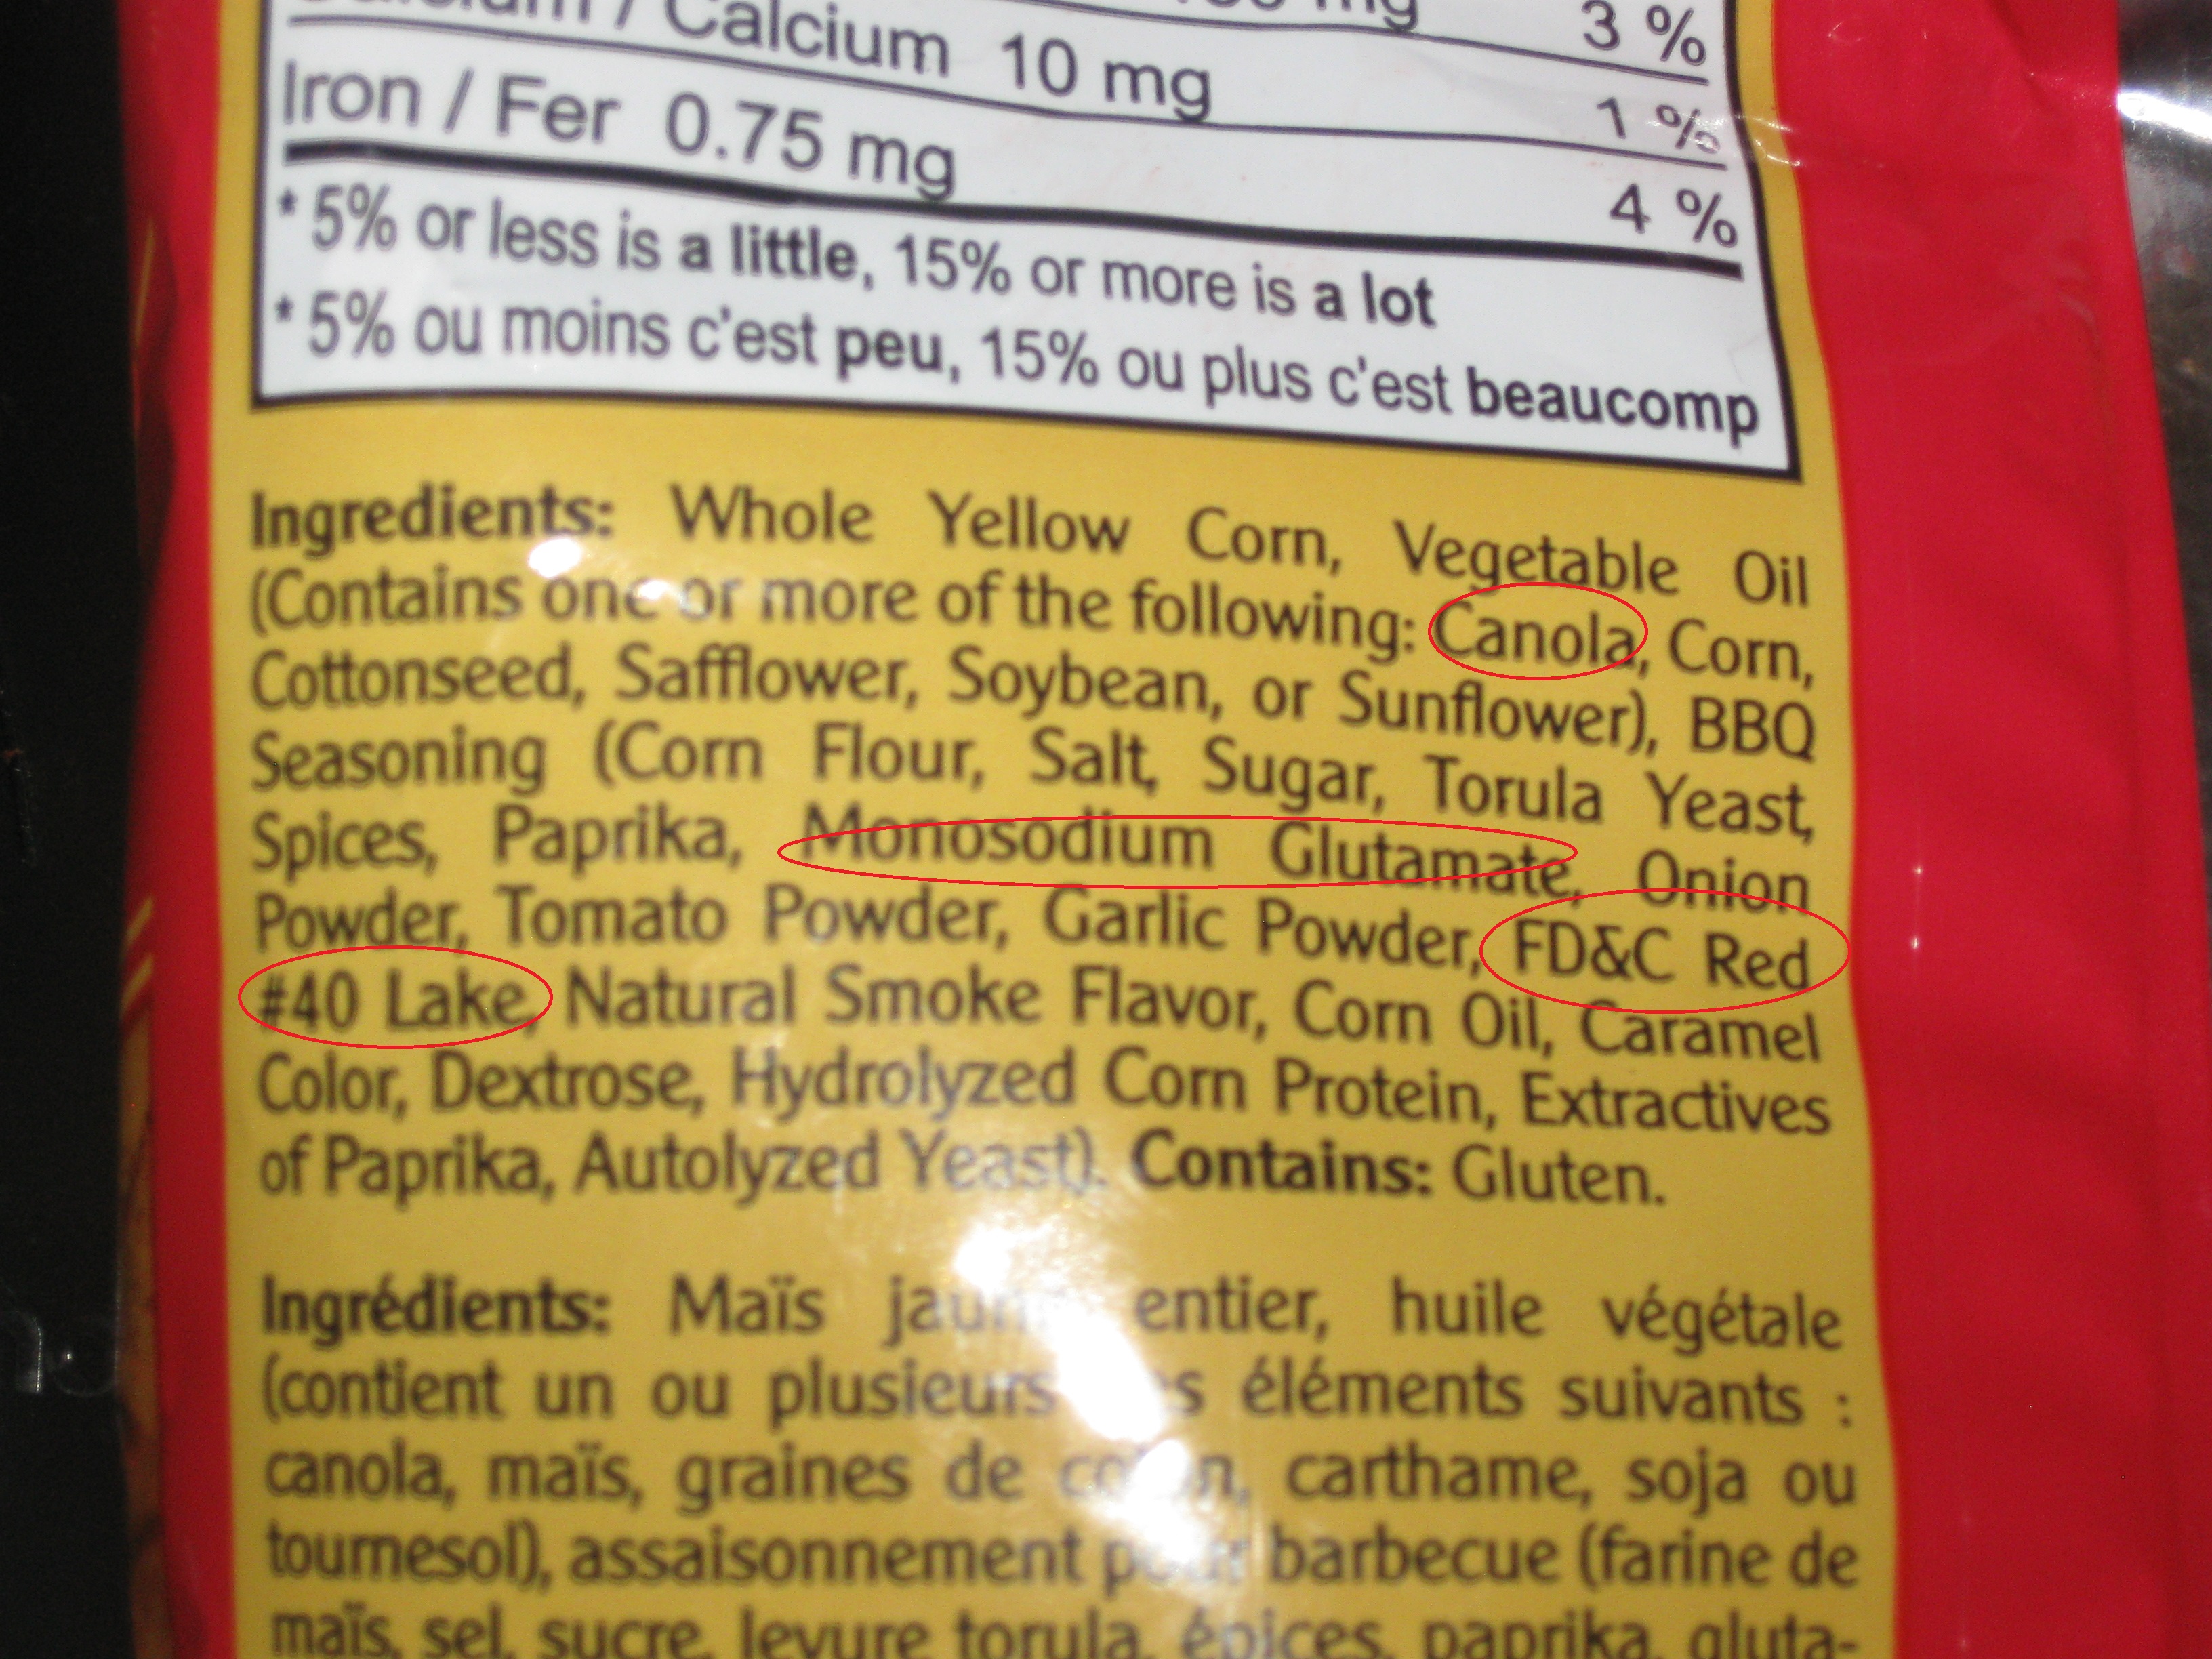 Calcium 10 mg 3 %
Iron / Fer 0.75 mg 1 %
4 %
* 5% or less is a little, 15% or more is a lot
* 5% ou moins c'est peu, 15% ou plus c'est beaucomp
Ingredients: Whole Yellow Corn, Vegetable Oil
(Contains one or more of the following: Canola, Corn,
Cottonseed, Safflower, Soybean, or Sunflower), BBQ
Seasoning (Corn Flour, Salt, Sugar, Torula Yeast,
Spices, Paprika, Monosodium Glutamate, Onion
Powder, Tomato Powder, Garlic Powder, FD&C Red
#40 Lake, Natural Smoke Flavor, Corn Oil, Caramel
Color, Dextrose, Hydrolyzed Corn Protein, Extractives
of Paprika, Autolyzed Yeast). Contains: Gluten.
Ingrédients: Maïs entier, huile végétale
(contient un ou plusieurs éléments suivants :
canola, maïs, graines de carthame, soja ou
tournesol), assaisonnement barbecue (farine de
maïs, sel, sucre, levure torula, épices, paprika, gluta-